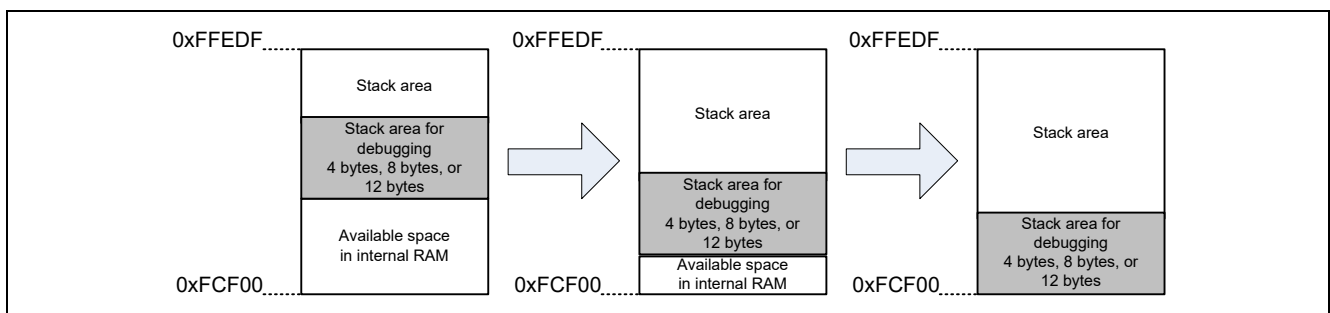 0xFFEDF
Stack area
Stack area for
debugging
4 bytes, 8 bytes, or
12 bytes
Available space
in internal RAM
0xFCF00
0xFFEDF
Stack area
Stack area for
debugging
4 bytes, 8 bytes, or
12 bytes
Available space
in internal RAM
0xFCF00
0xFFEDF
Stack area
Stack area for
debugging
4 bytes, 8 bytes, or
12 bytes
0xFCF00